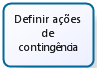 Definir ações
de
contingência